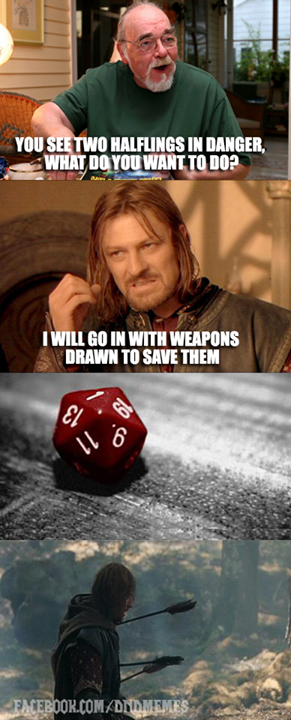 YOU SEE TWO HALFLINGS IN DANGER,
WHAT DO YOU WANT TO DO?
I WILL GO IN WITH WEAPONS
DRAWN TO SAVE THEM
1
13
19
11
9.
FACEBOOK.COM/DNDMEMES